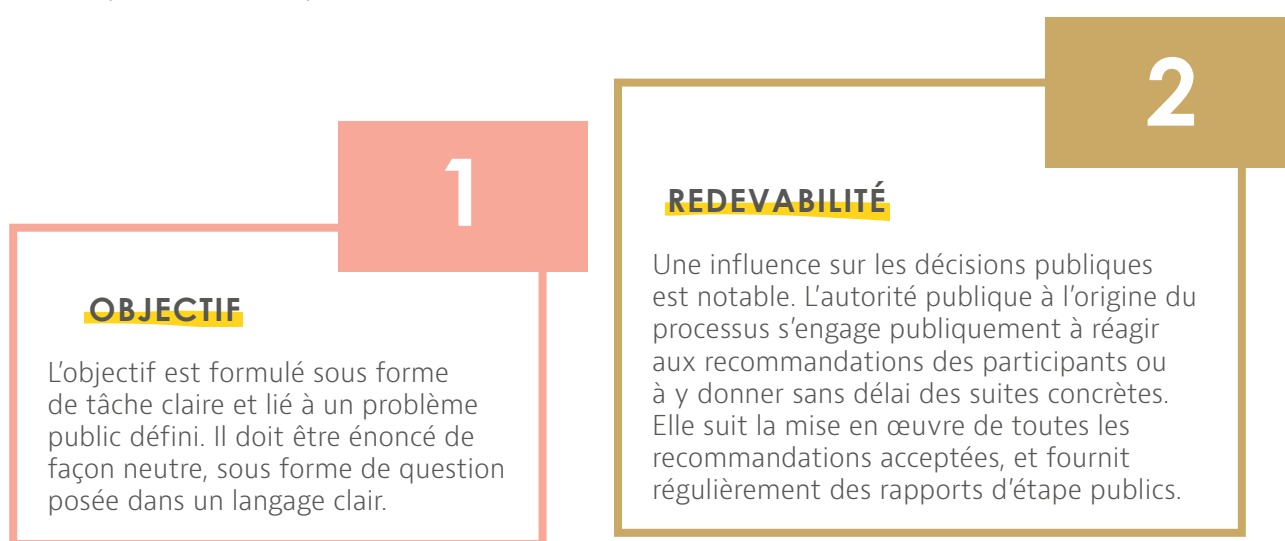 1
OBJECTIF
L'objectif est formulé sous forme
de tâche claire et lié à un problème
public défini. Il doit être énoncé de
façon neutre, sous forme de question
posée dans un langage clair.
2
REDEVABILITÉ
Une influence sur les décisions publiques
est notable. L'autorité publique à l'origine du
processus s'engage publiquement à réagir
aux recommandations des participants ou
à y donner sans délai des suites concrètes.
Elle suit la mise en œuvre de toutes les
recommandations acceptées, et fournit
régulièrement des rapports d'étape publics.